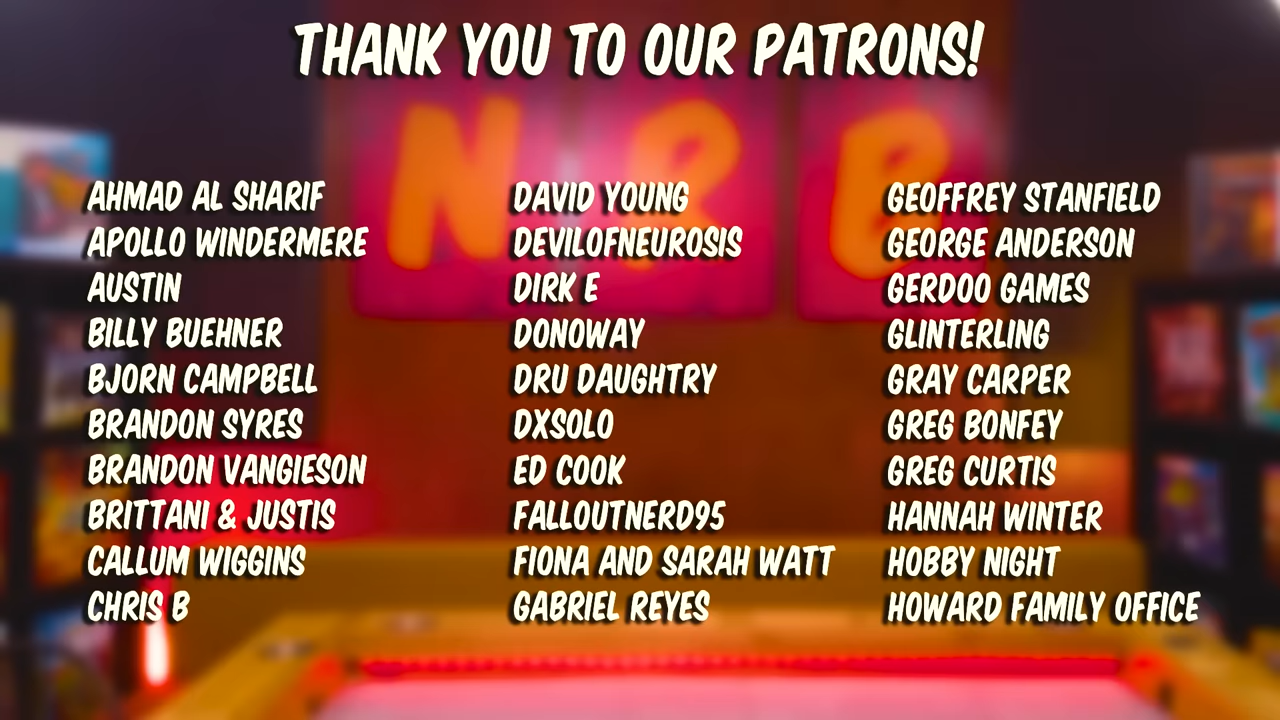 THANK YOU TO OUR PATRONS!
N R B
AHMAD AL SHARIF
APOLLO WINDERMERE
AUSTIN
BILLY BUEHNER
BJORN CAMPBELL
BRANDON SYRES
BRANDON VANGIESON
BRITTANI & JUSTIS
CALLUM WIGGINS
CHRIS B
DAVID YOUNG
DEVILOFNEUROSIS
DIRK E
DONOWAY
DRU DAUGHTRY
DXSOLO
ED COOK
FALLOUTNERD95
FIONA AND SARAH WATT
GABRIEL REYES
GEOFFREY STANFIELD
GEORGE ANDERSON
GERDOO GAMES
GLINTERLING
GRAY CARPER
GREG BONFEY
GREG CURTIS
HANNAH WINTER
HOBBY NIGHT
HOWARD FAMILY OFFICE